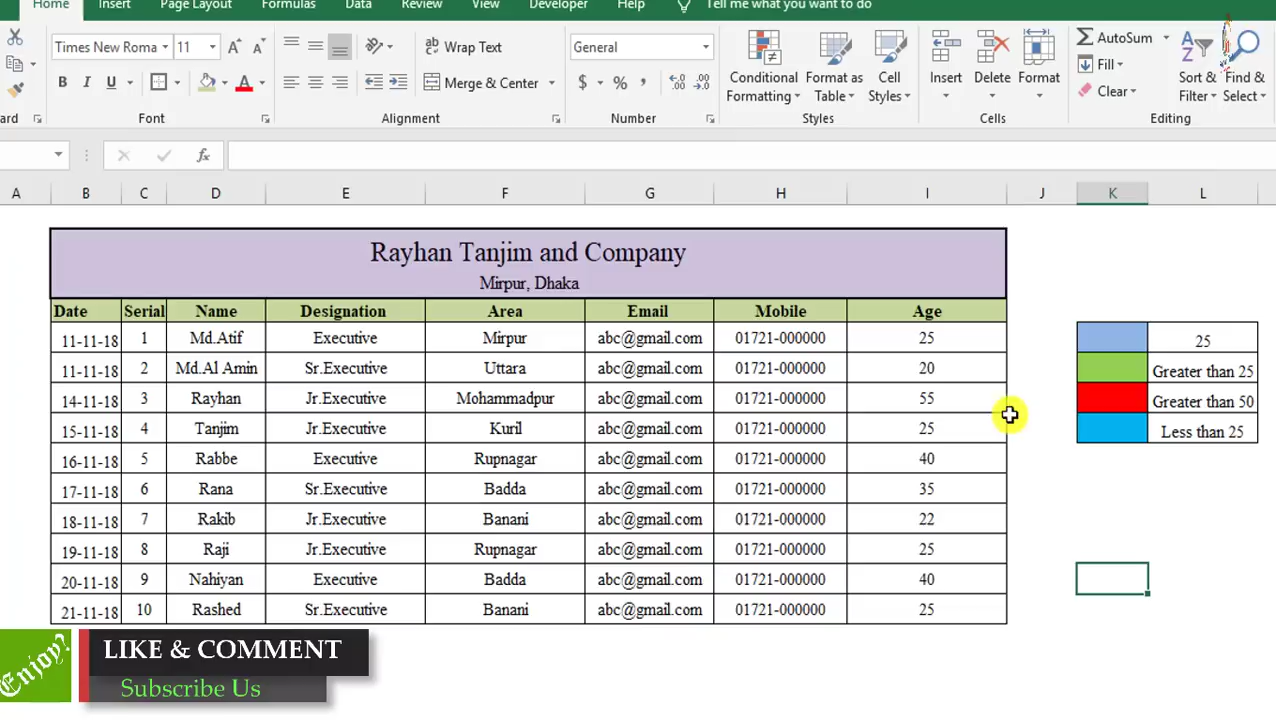 Home Insert Page Layout Formulas Data Review View Developer Help Tell me what you want to do
Times New Roma 11 A A Wrap Text General Conditional Formatting Format as Table Cell Styles Insert Delete Format AutoSum Fill Clear Sort & Filter Find & Select
B I U A Merge & Center $ % , .00 .00
ard Font Alignment Number Styles Cells Editing
fx
A B C D E F G H I J K L
Rayhan Tanjim and Company
Mirpur, Dhaka
Date Serial Name Designation Area Email Mobile Age
11-11-18 1 Md.Atif Executive Mirpur abc@gmail.com 01721-000000 25 25
11-11-18 2 Md.Al Amin Sr.Executive Uttara abc@gmail.com 01721-000000 20 Greater than 25
14-11-18 3 Rayhan Jr.Executive Mohammadpur abc@gmail.com 01721-000000 55 Greater than 50
15-11-18 4 Tanjim Jr.Executive Kuril abc@gmail.com 01721-000000 25 Less than 25
16-11-18 5 Rabbe Executive Rupnagar abc@gmail.com 01721-000000 40
17-11-18 6 Rana Sr.Executive Badda abc@gmail.com 01721-000000 35
18-11-18 7 Rakib Jr.Executive Banani abc@gmail.com 01721-000000 22
19-11-18 8 Raji Jr.Executive Rupnagar abc@gmail.com 01721-000000 25
20-11-18 9 Nahiyan Executive Badda abc@gmail.com 01721-000000 40
21-11-18 10 Rashed Sr.Executive Banani abc@gmail.com 01721-000000 25
Enjoy? LIKE & COMMENT
Subscribe Us